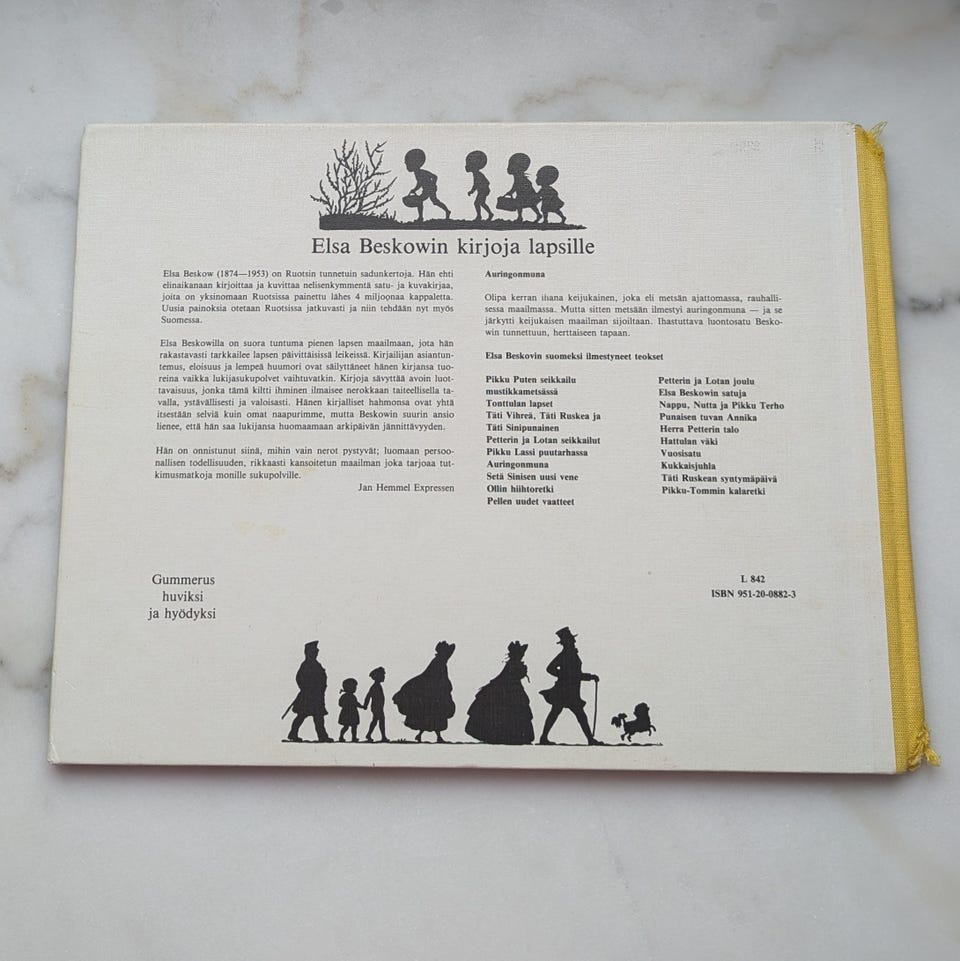 Elsa Beskowin kirjoja lapsille
Elsa Beskow (1874—1953) on Ruotsin tunnetuin sadunkertoja. Hän ehti
elinaikanaan kirjoittaa ja kuvittaa nelisenkymmentä satu- ja kuvakirjaa,
joita on yksinomaan Ruotsissa painettu lähes 4 miljoonaa kappaletta.
Uusia painoksia otetaan Ruotsissa jatkuvasti ja niin tehdään nyt myös
Suomessa.
Elsa Beskowilla on suora tuntuma pienen lapsen maailmaan, jota hän
rakastavasti tarkkailee lapsen päivittäisissä leikeissä. Kirjailijan asiantun-
temus, eloisuus ja lempeä huumori ovat säilyttäneet hänen kirjansa tuo-
reina vaikka lukijasukupolvet vaihtuvatkin. Kirjoja sävyttää avoin luot-
tavaisuus, jonka tämä kiltti ihminen ilmaisee nerokkaan taiteellisella ta-
valla, ystävällisesti ja valoisasti. Hänen kirjalliset hahmonsa ovat yhtä
itsestään selviä kuin omat naapurimme, mutta Beskowin suurin ansio
lienee, että hän saa lukijansa huomaamaan arkipäivän jännittävyyden.
Hän on onnistunut siinä, mihin vain nerot pystyvät; luomaan persoo-
nallisen todellisuuden, rikkaasti kansoitetun maailman joka tarjoaa tut-
kimusmatkoja monille sukupolville.
Jan Hemmel Expressen
Auringonmuna
Olipa kerran ihana keijukainen, joka eli metsän ajattomassa, rauhalli-
sessa maailmassa. Mutta sitten metsään ilmestyi auringonmuna — ja se
järkytti keijukaisen maailman sijoiltaan. Ihastuttava luontosatu Besko-
win tunnettuun, herttaiseen tapaan.
Elsa Beskovin suomeksi ilmestyneet teokset
Pikku Puten seikkailu
mustikkametsässä
Tonttulan lapset
Täti Vihreä, Täti Ruskea ja
Täti Sinipunainen
Petterin ja Lotan seikkailut
Pikku Lassi puutarhassa
Auringonmuna
Setä Sinisen uusi vene
Ollin hiihtoretki
Pellen uudet vaatteet
Petterin ja Lotan joulu
Elsa Beskowin satuja
Nappu, Nutta ja Pikku Terho
Punaisen tuvan Annika
Herra Petterin talo
Hattulan väki
Vuosisatu
Kukkaisjuhla
Täti Ruskean syntymäpäivä
Pikku-Tommin kalaretki
Gummerus
huviksi
ja hyödyksi
L 842
ISBN 951-20-0882-3